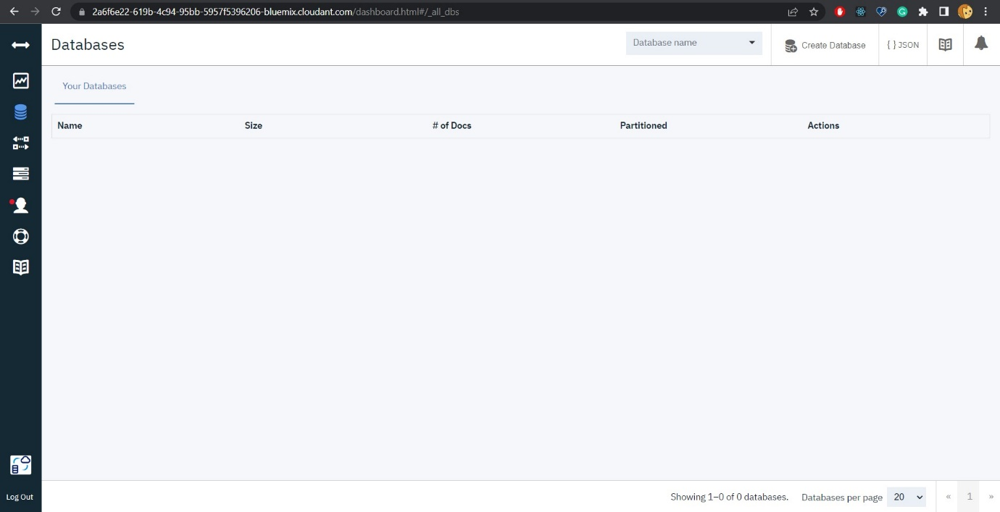 2a6f6e22-619b-4c94-95bb-5957f5396206-bluemix.cloudant.com/dashboard.html#/_all_dbs
Databases
Database name
Create Database
{ } JSON
Your Databases
Name Size # of Docs Partitioned Actions
Showing 1–0 of 0 databases. Databases per page 20 « 1 »
Log Out